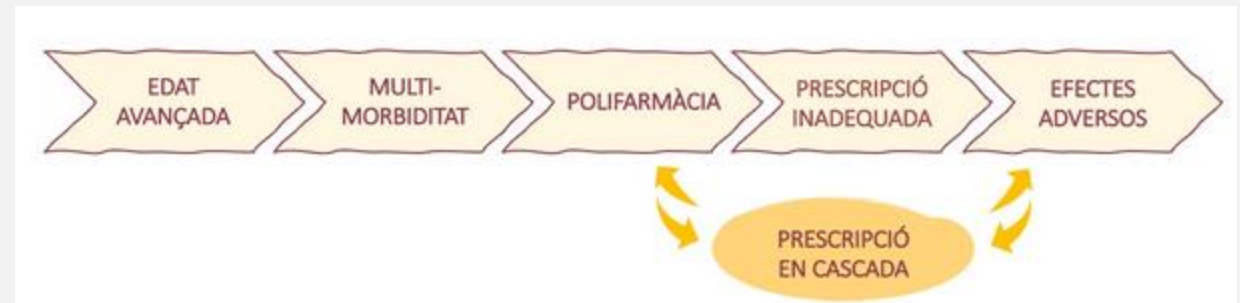 EDAT
AVANÇADA
MULTI-
MORBIDITAT
POLIFARMÀCIA
PRESCRIPCIÓ
INADEQUADA
EFECTES
ADVERSOS
PRESCRIPCIÓ
EN CASCADA